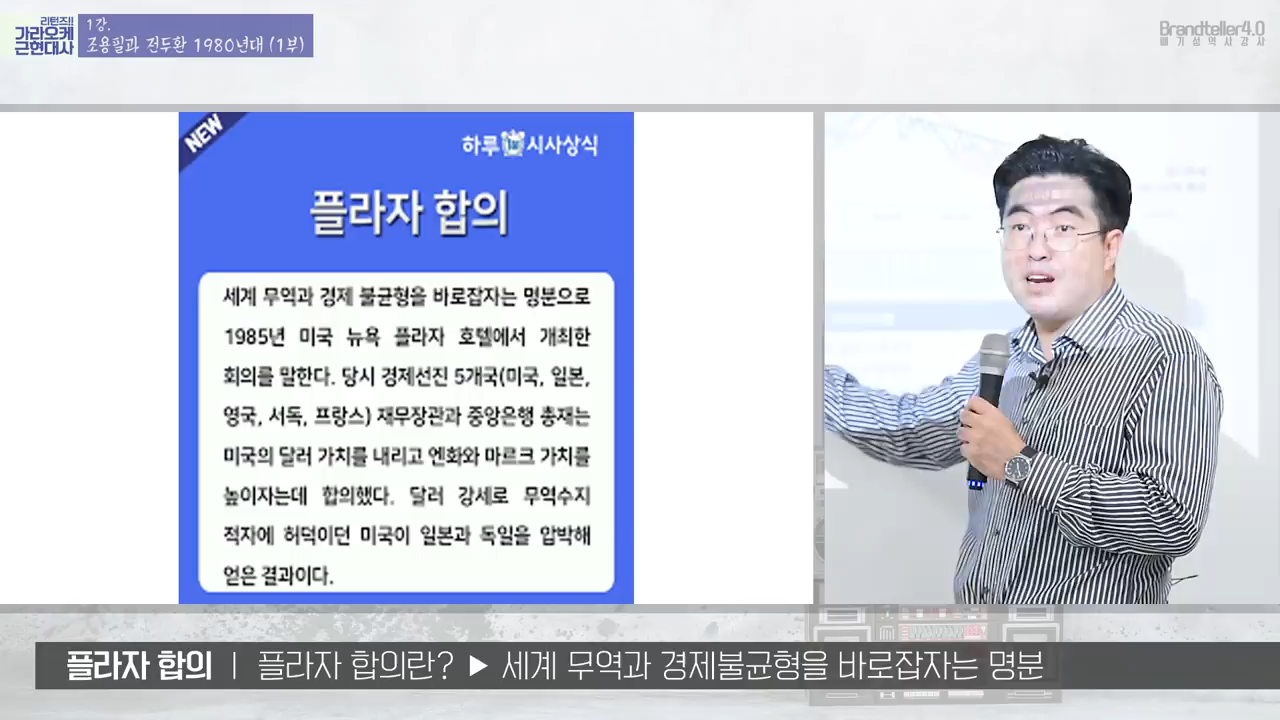 리턴즈!!
가라오케
근현대사
1강.
조용필과 전두환 1980년대 (1부)
Brandteller4.0
배기성역사강사
NEW
하루 시사상식
플라자 합의
세계 무역과 경제 불균형을 바로잡자는 명분으로
1985년 미국 뉴욕 플라자 호텔에서 개최한
회의를 말한다. 당시 경제선진 5개국(미국, 일본,
영국, 서독, 프랑스) 재무장관과 중앙은행 총재는
미국의 달러 가치를 내리고 엔화와 마르크 가치를
높이자는데 합의했다. 달러 강세로 무역수지
적자에 허덕이던 미국이 일본과 독일을 압박해
얻은 결과이다.
플라자 합의 | 플라자 합의란? ▶ 세계 무역과 경제불균형을 바로잡자는 명분